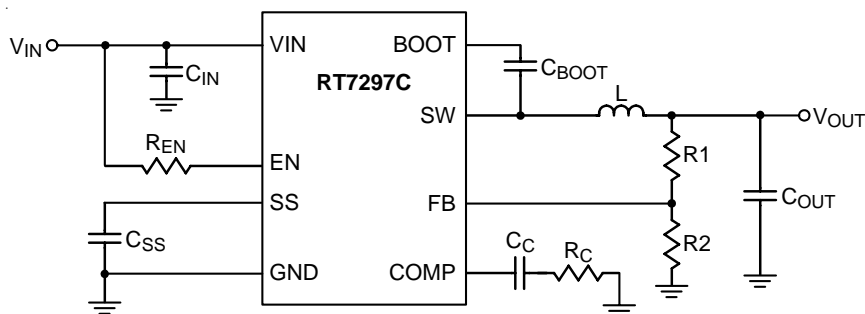 VIN
VIN
CIN
REN
EN
SS
CSS
GND
RT7297C
BOOT
CBOOT
SW
L
VOUT
R1
FB
R2
COUT
COMP
CC
RC